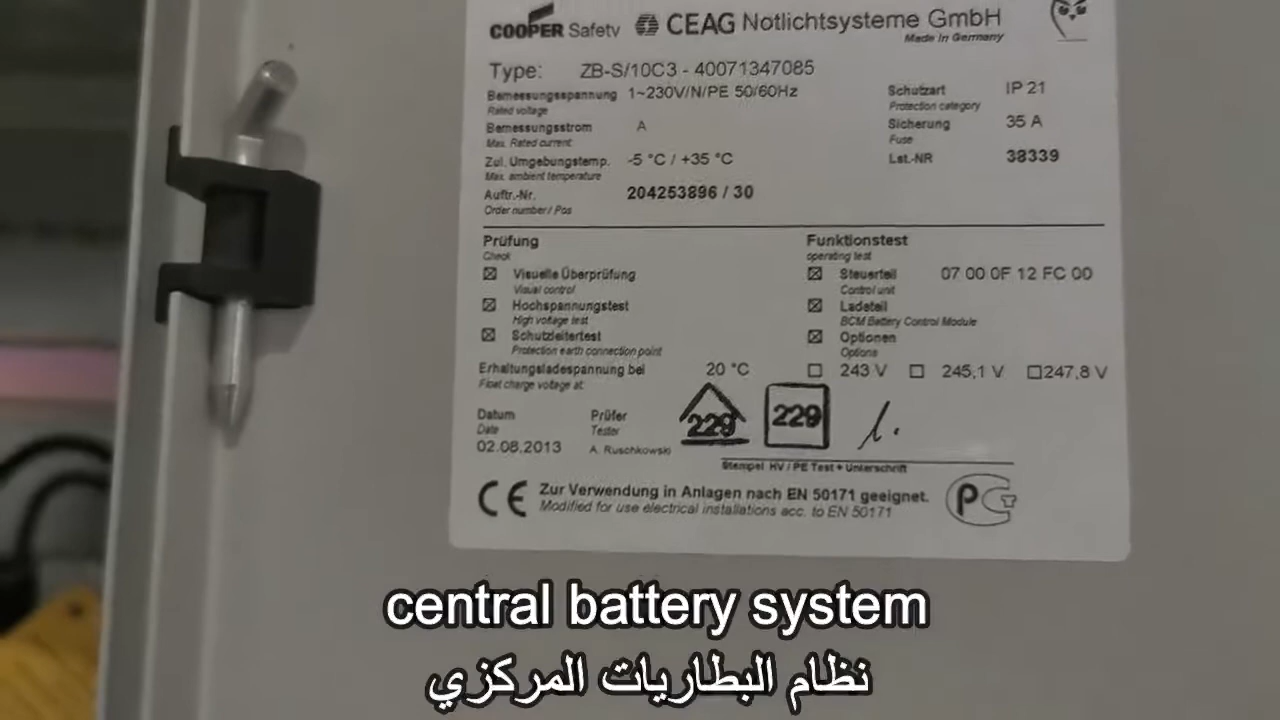 COOPER Safety CEAG Notlichtsysteme GmbH
Made in Germany
Type: ZB-S/10C3 - 40071347085
Bemessungsspannung 1~230V/N/PE 50/60Hz Schutzart IP 21
Rated voltage Protection category
Bemessungsstrom A Sicherung 35 A
Max. Rated current Fuse
Zul. Umgebungstemp. -5 °C / +35 °C Lst.-NR 38339
Max. ambient temperature
Auftr.-Nr. 204253896 / 30
Order number / Pos
Prüfung Funktionstest
Check operating test
☒ Visuelle Überprüfung ☒ Steuerteil 07 00 0F 12 FC 00
Visual control Control unit
☒ Hochspannungstest ☒ Ladeteil
High voltage test BCM Battery Control Module
☒ Schutzleitertest ☒ Optionen
Protection earth connection point Options
Erhaltungsladespannung bei 20 °C ☐ 243 V ☐ 245,1 V ☐ 247,8 V
Float charge voltage at:
Datum Prüfer 229 229
Date Tester
02.08.2013 A. Ruschkowski
Stempel HV / PE Test + Unterschrift
CE Zur Verwendung in Anlagen nach EN 50171 geeignet.
Modified for use electrical installations acc. to EN 50171
central battery system
نظام البطاريات المركزي